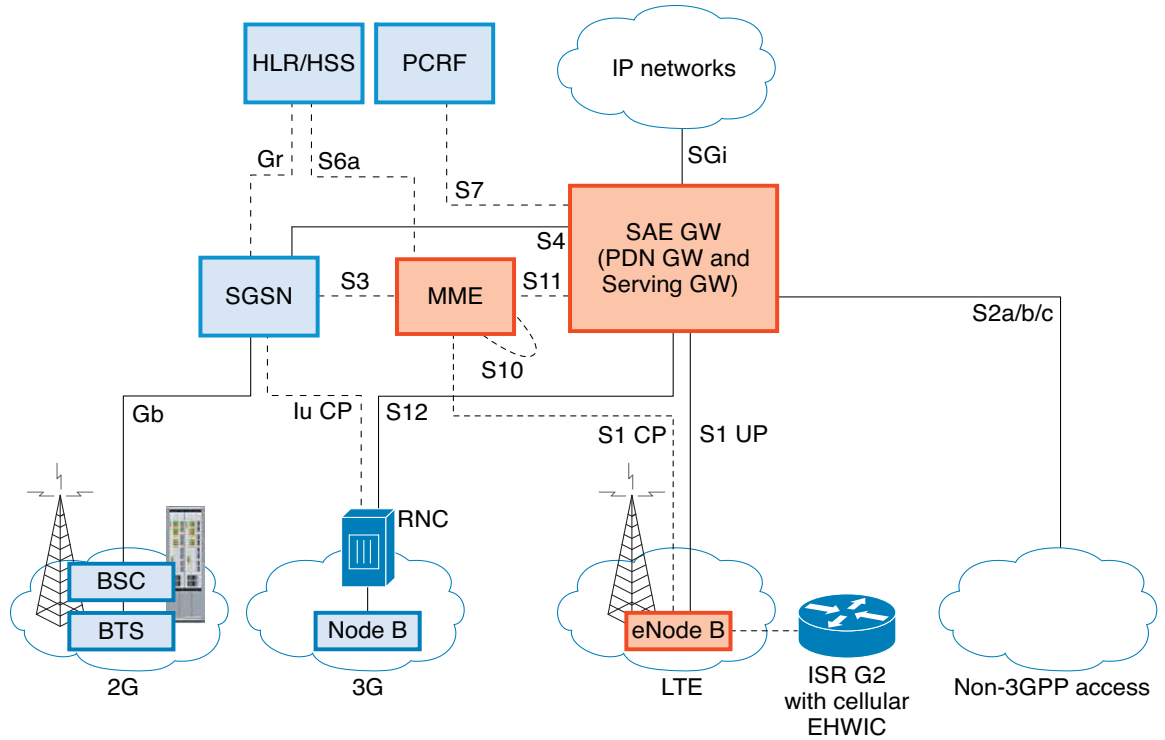 HLR/HSS
PCRF
IP networks
Gr
S6a
SGi
S7
SAE GW
(PDN GW and
Serving GW)
S4
SGSN
S3
MME
S11
S2a/b/c
S10
Gb
Iu CP
S12
S1 CP
S1 UP
RNC
BSC
BTS
Node B
eNode B
2G
3G
LTE
ISR G2
with cellular
EHWIC
Non-3GPP access